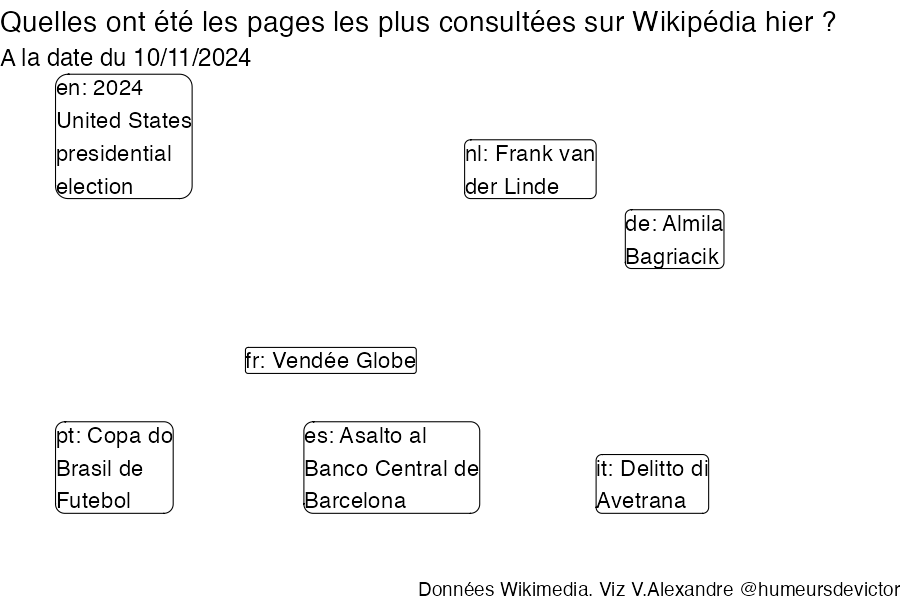 Quelles ont été les pages les plus consultées sur Wikipédia hier ?
A la date du 10/11/2024
en: 2024
United States
presidential
election
nl: Frank van
der Linde
de: Almila
Bagriacik
fr: Vendée Globe
pt: Copa do
Brasil de
Futebol
es: Asalto al
Banco Central de
Barcelona
it: Delitto di
Avetrana
Données Wikimedia. Viz V.Alexandre @humeursdevictor